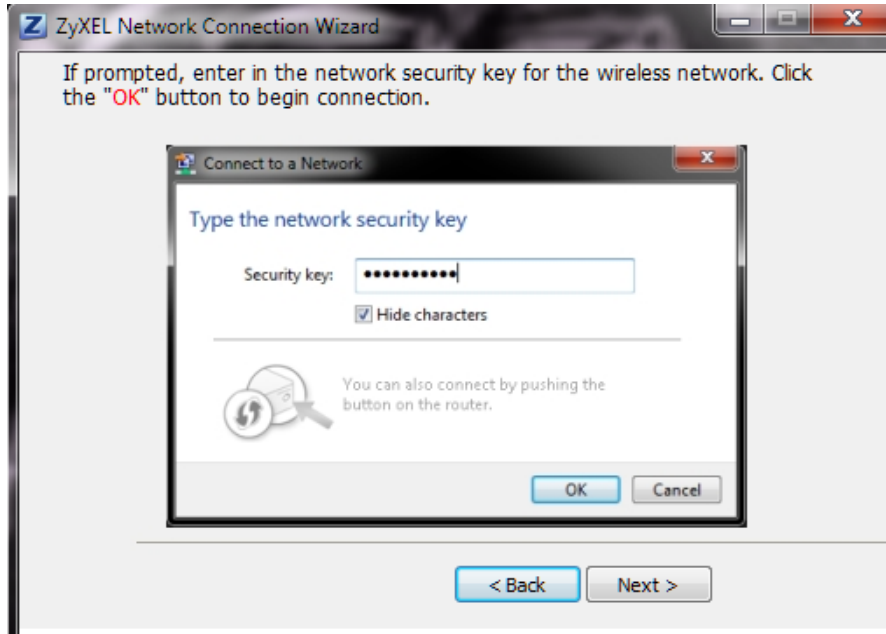 ZyXEL Network Connection Wizard
If prompted, enter in the network security key for the wireless network. Click
the "OK" button to begin connection.
Connect to a Network
Type the network security key
Security key: ●●●●●●●●●●
Hide characters
You can also connect by pushing the
button on the router.
OK Cancel
< Back Next >